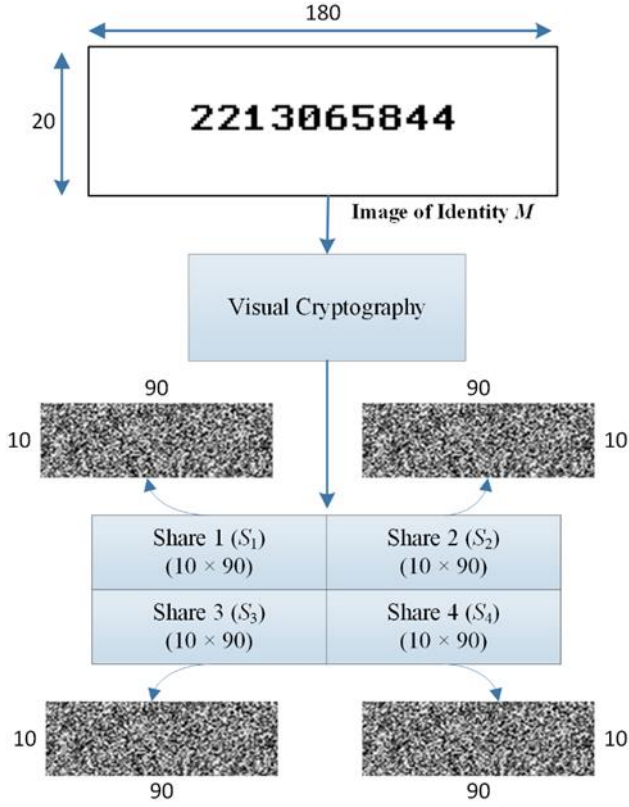 180
20
2213065844
Image of Identity M
Visual Cryptography
90
90
10
10
Share 1 (S1)
(10 × 90)
Share 2 (S2)
(10 × 90)
Share 3 (S3)
(10 × 90)
Share 4 (S4)
(10 × 90)
10
10
90
90